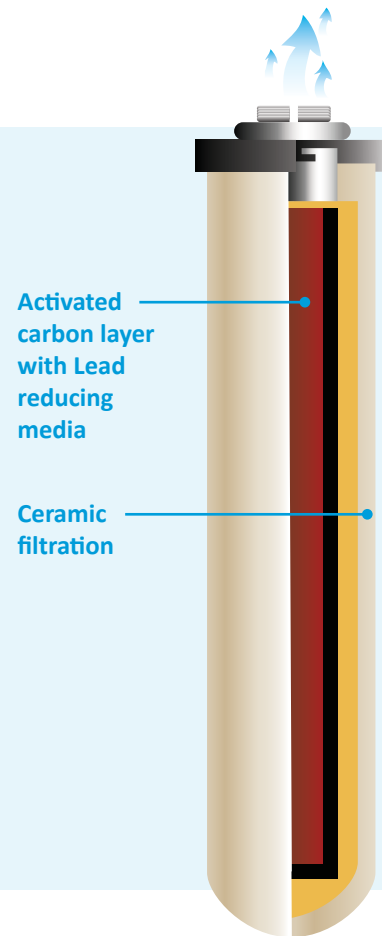 Activated
carbon layer
with Lead
reducing
media
Ceramic
filtration